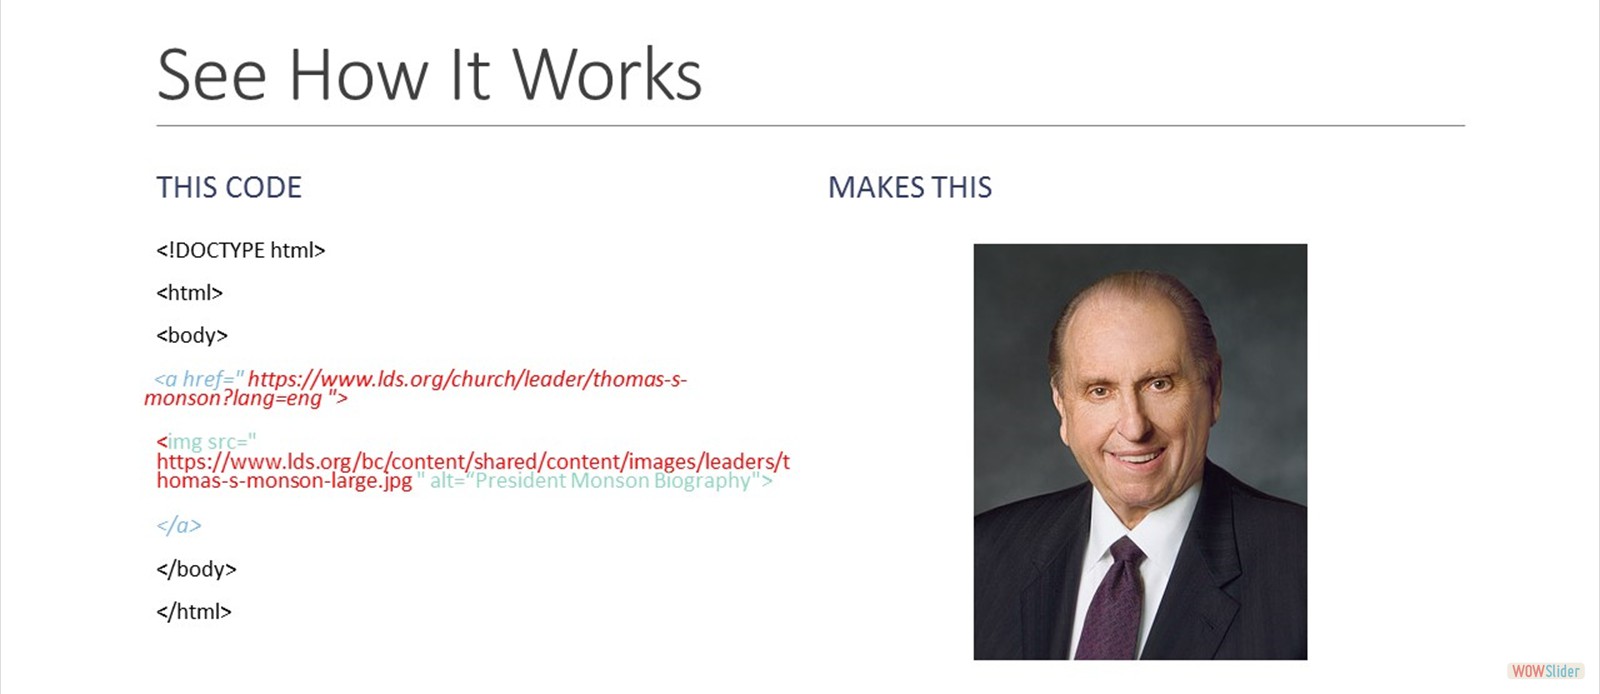 See How It Works
THIS CODE
<!DOCTYPE html>
<html>
<body>
<a href=" https://www.lds.org/church/leader/thomas-s-
monson?lang=eng ">
<img src="
https://www.lds.org/bc/content/shared/content/images/leaders/t
homas-s-monson-large.jpg " alt=“President Monson Biography">
</a>
</body>
</html>
MAKES THIS
WOWSlider